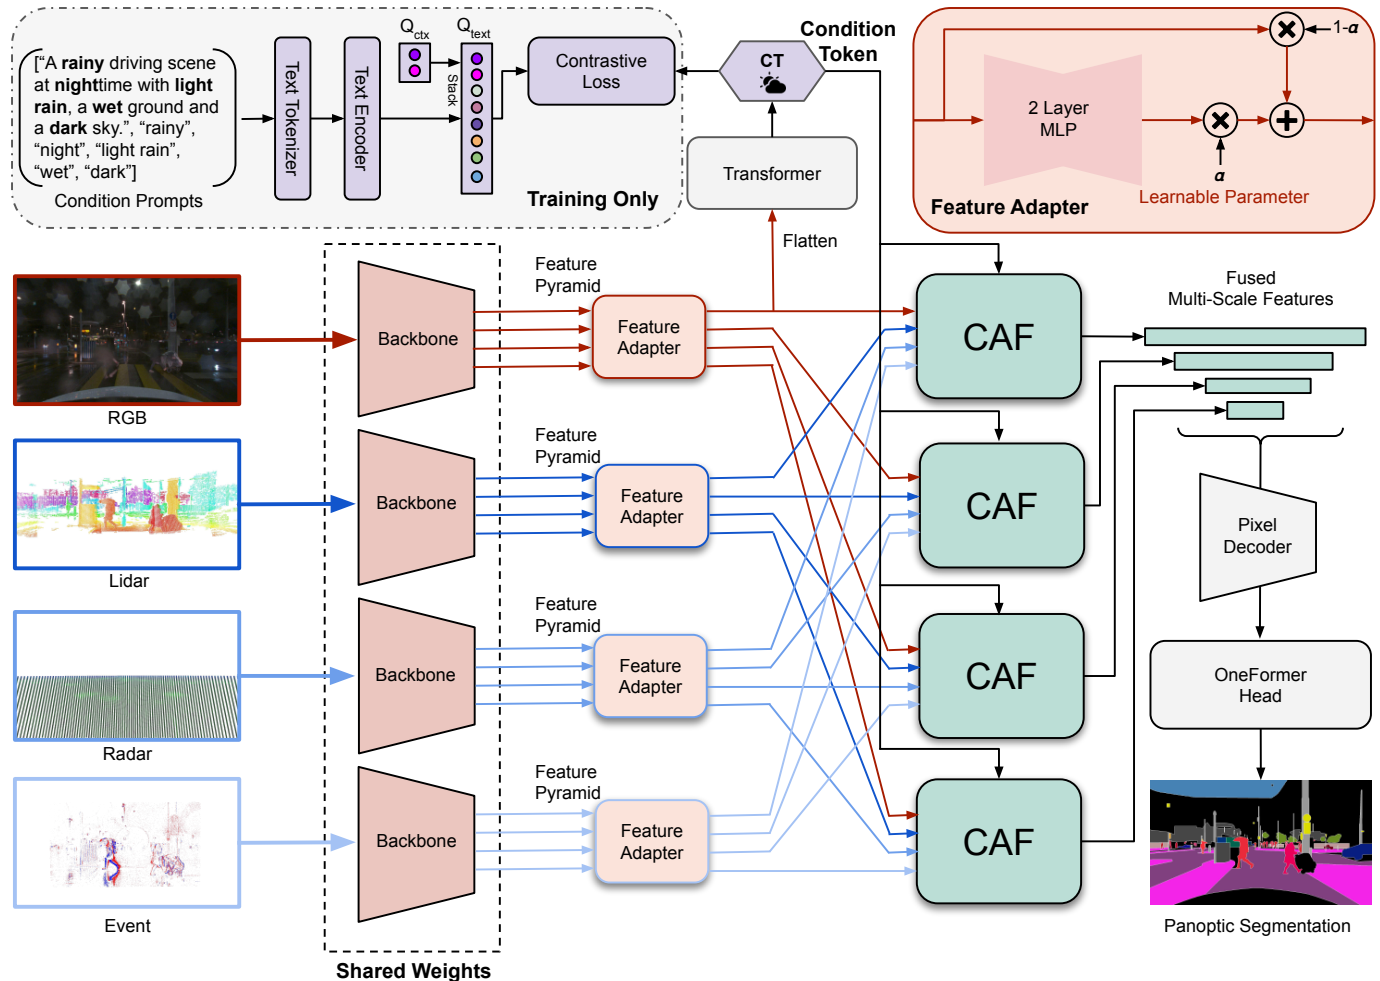 ["A rainy driving scene
at nighttime with light
rain, a wet ground and
a dark sky.", "rainy",
"night", "light rain",
"wet", "dark"]
Condition Prompts
Text Tokenizer
Text Encoder
Q_ctx
Q_text
Stack
Contrastive
Loss
Training Only
CT
Condition
Token
Transformer
Flatten
1-α
2 Layer
MLP
α
Feature Adapter
Learnable Parameter
RGB
Backbone
Feature
Pyramid
Feature
Adapter
CAF
Fused
Multi-Scale Features
Lidar
Backbone
Feature
Pyramid
Feature
Adapter
CAF
Pixel
Decoder
Radar
Backbone
Feature
Pyramid
Feature
Adapter
CAF
OneFormer
Head
Event
Backbone
Feature
Pyramid
Feature
Adapter
CAF
Panoptic Segmentation
Shared Weights